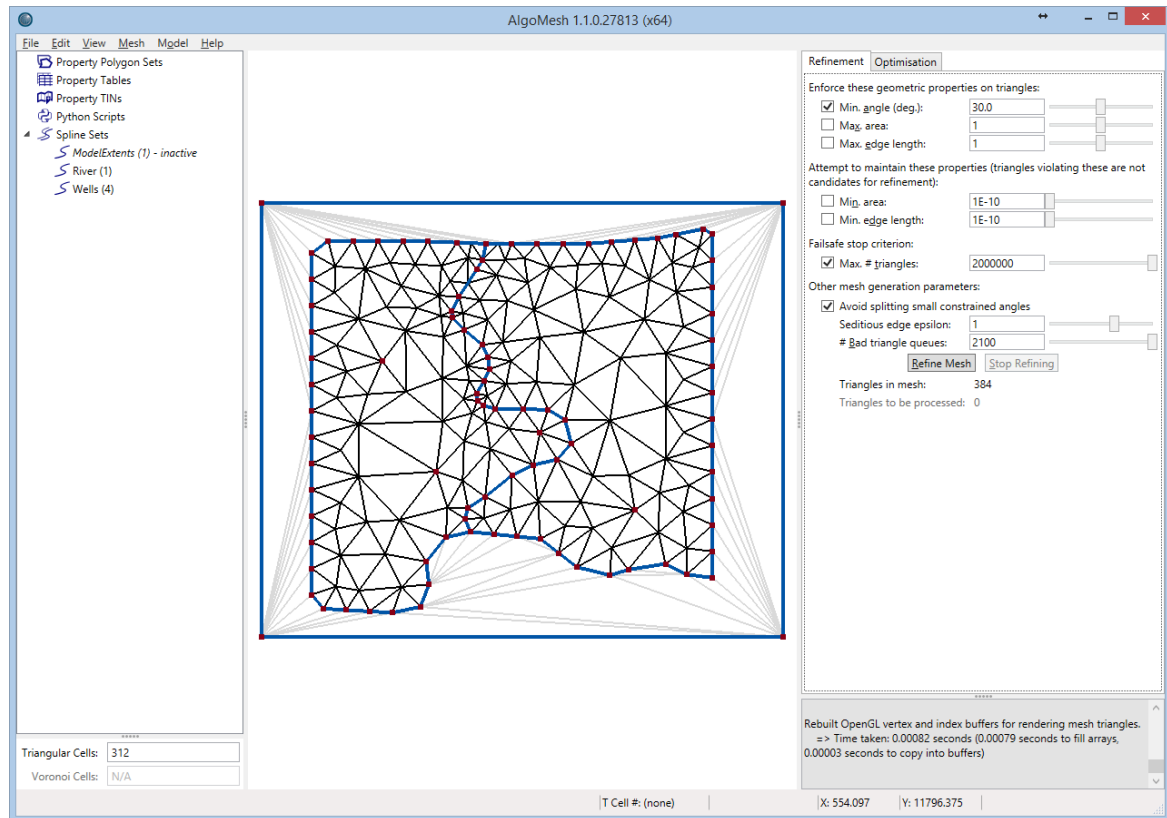 AlgoMesh 1.1.0.27813 (x64)
File Edit View Mesh Model Help
Property Polygon Sets
Property Tables
Property TINs
Python Scripts
Spline Sets
ModelExtents (1) - inactive
River (1)
Wells (4)
Triangular Cells: 312
Voronoi Cells: N/A
Refinement Optimisation
Enforce these geometric properties on triangles:
Min. angle (deg.): 30.0
Max. area: 1
Max. edge length: 1
Attempt to maintain these properties (triangles violating these are not
candidates for refinement):
Min. area: 1E-10
Min. edge length: 1E-10
Failsafe stop criterion:
Max. # triangles: 2000000
Other mesh generation parameters:
Avoid splitting small constrained angles
Seditious edge epsilon: 1
# Bad triangle queues: 2100
Refine Mesh Stop Refining
Triangles in mesh: 384
Triangles to be processed: 0
Rebuilt OpenGL vertex and index buffers for rendering mesh triangles.
=> Time taken: 0.00082 seconds (0.00079 seconds to fill arrays,
0.00003 seconds to copy into buffers)
T Cell #: (none) X: 554.097 Y: 11796.375